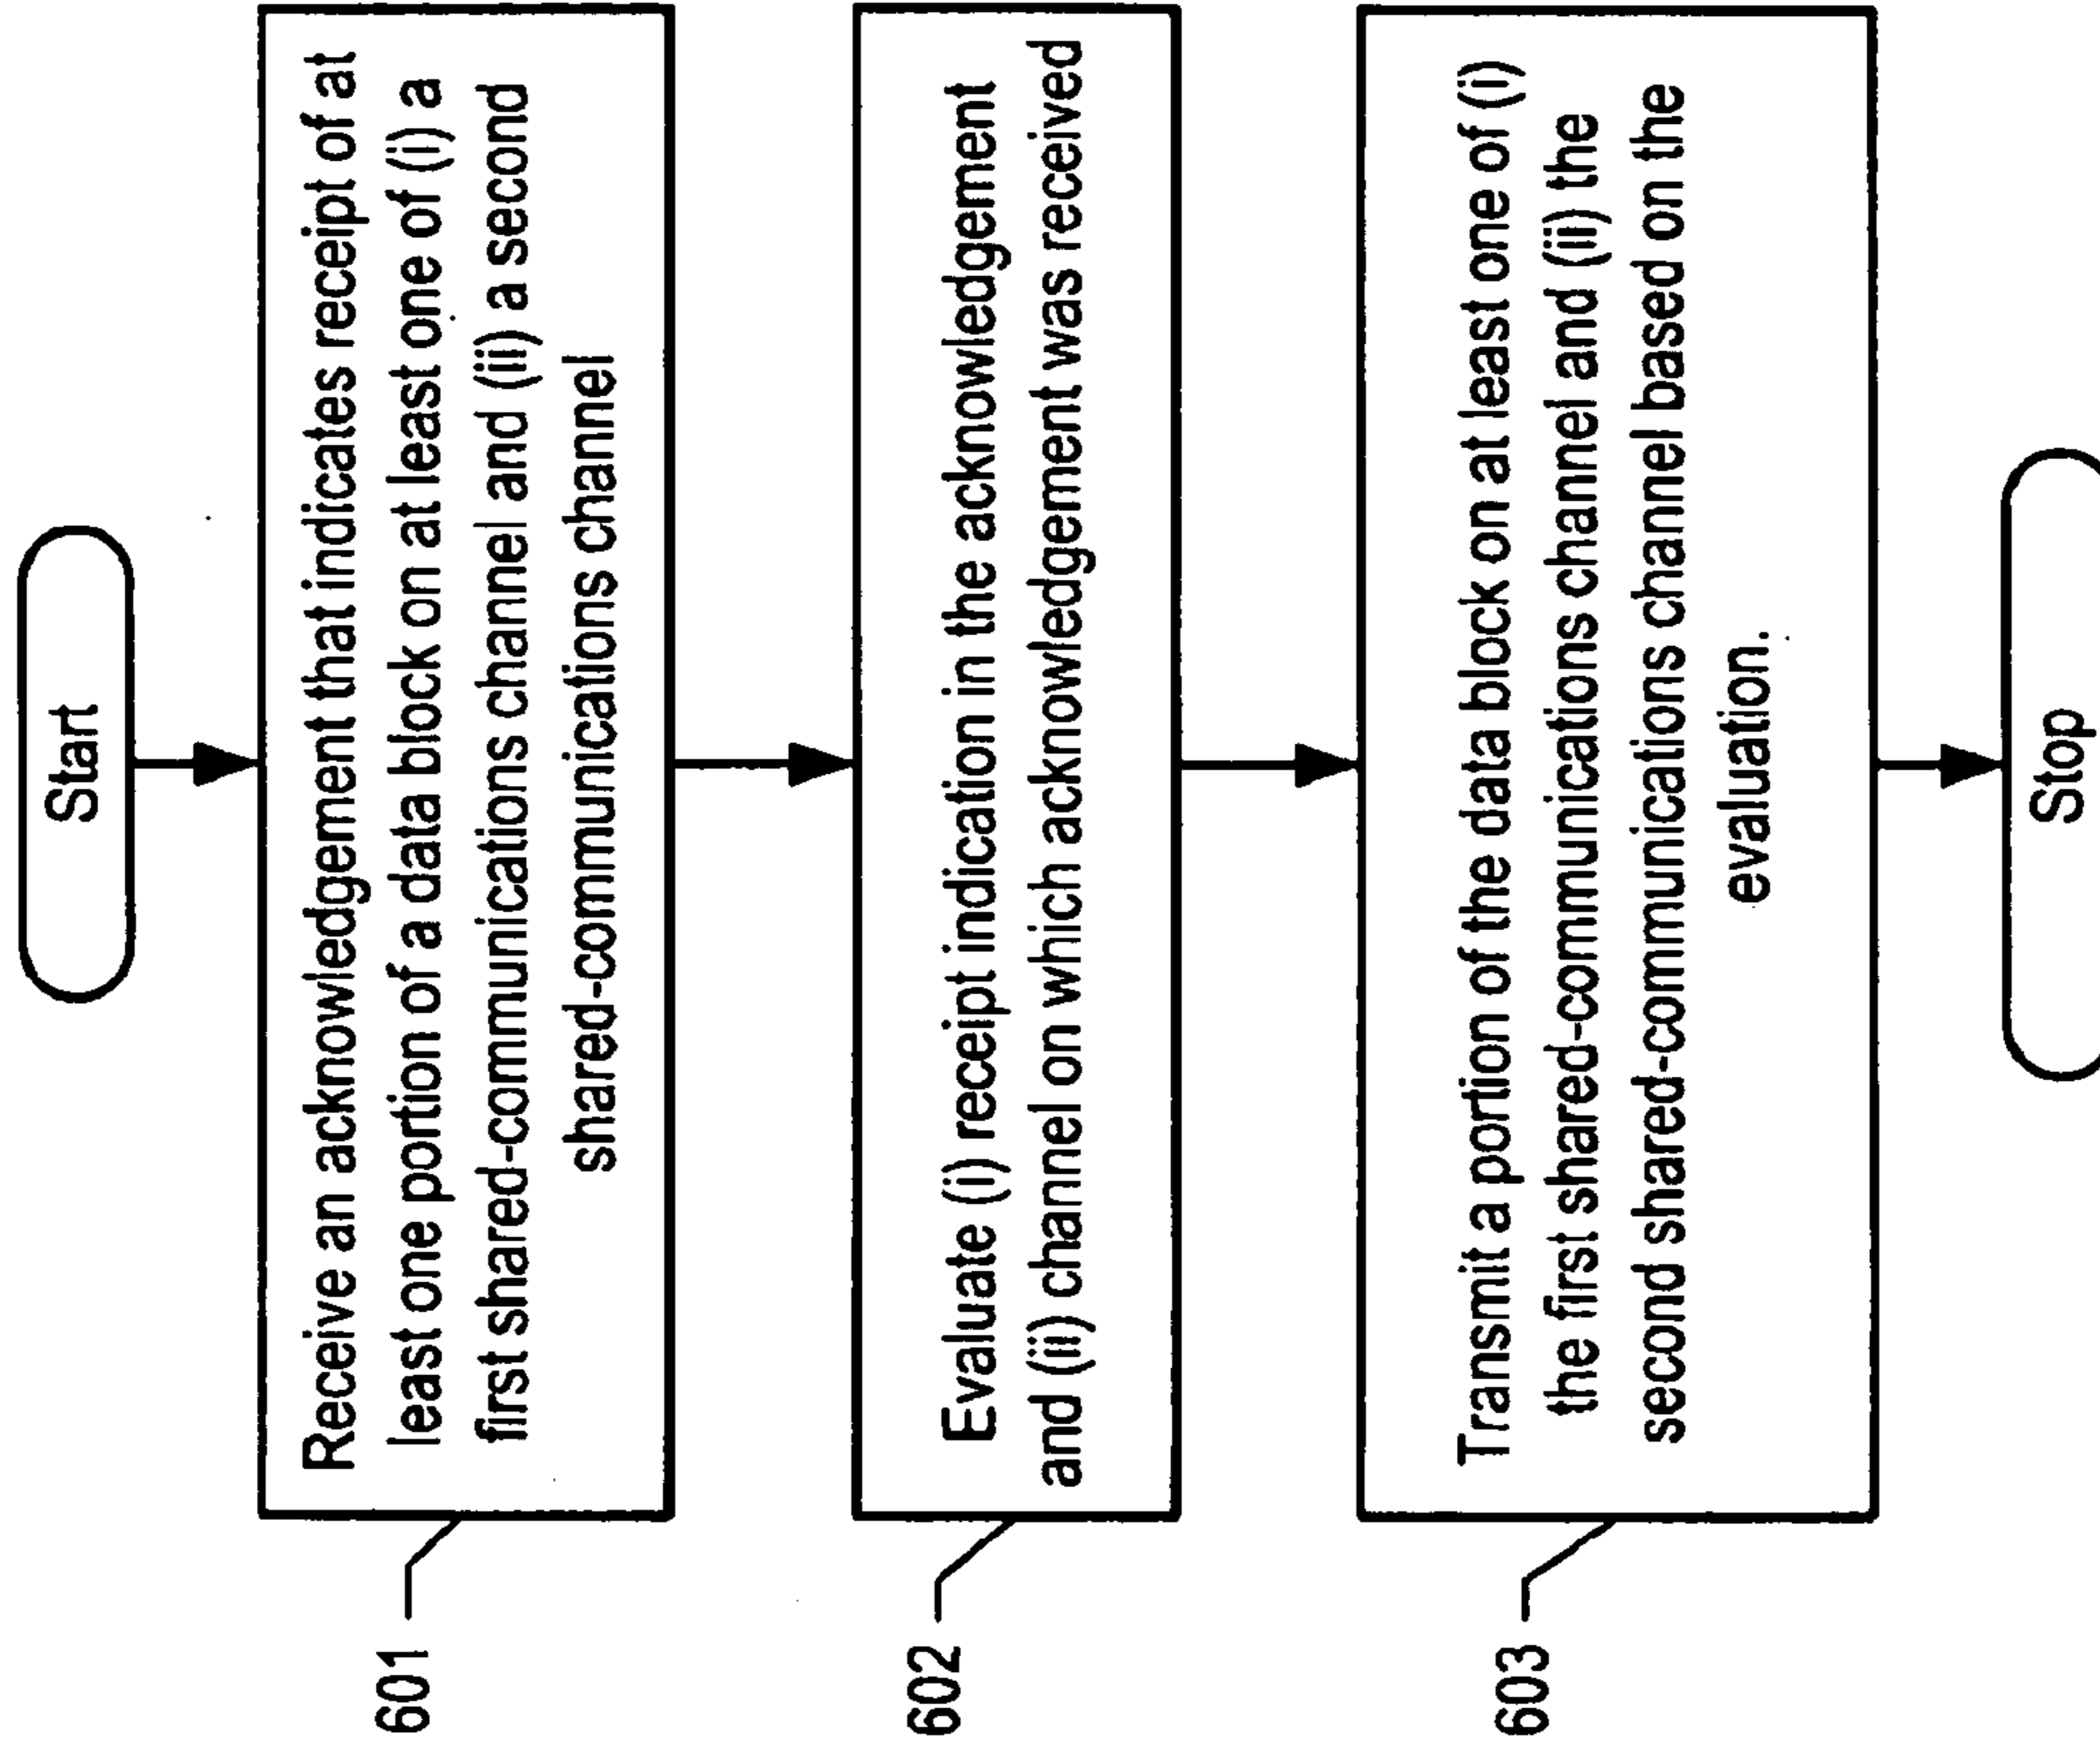 Start
601
Receive an acknowledgement that indicates receipt of at
least one portion of a data block on at least one of (i) a
first shared-communications channel and (ii) a second
shared-communications channel
602
Evaluate (i) receipt indication in the acknowledgement
and (ii) channel on which acknowledgement was received
603
Transmit a portion of the data block on at least one of (i)
the first shared-communications channel and (ii) the
second shared-communications channel based on the
evaluation.
Stop